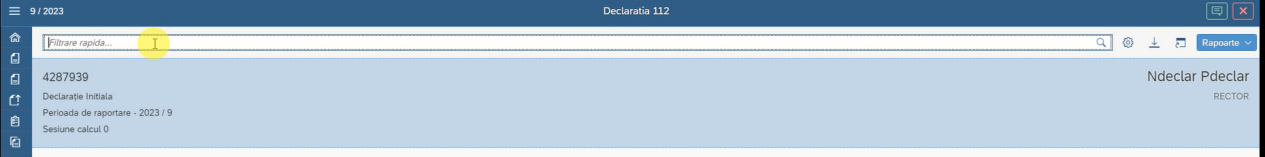 9 / 2023
Declaratia 112
Filtrare rapida...
Rapoarte
4287939
Ndeclar Pdeclar
Declarație Initiala
RECTOR
Perioada de raportare - 2023 / 9
Sesiune calcul 0